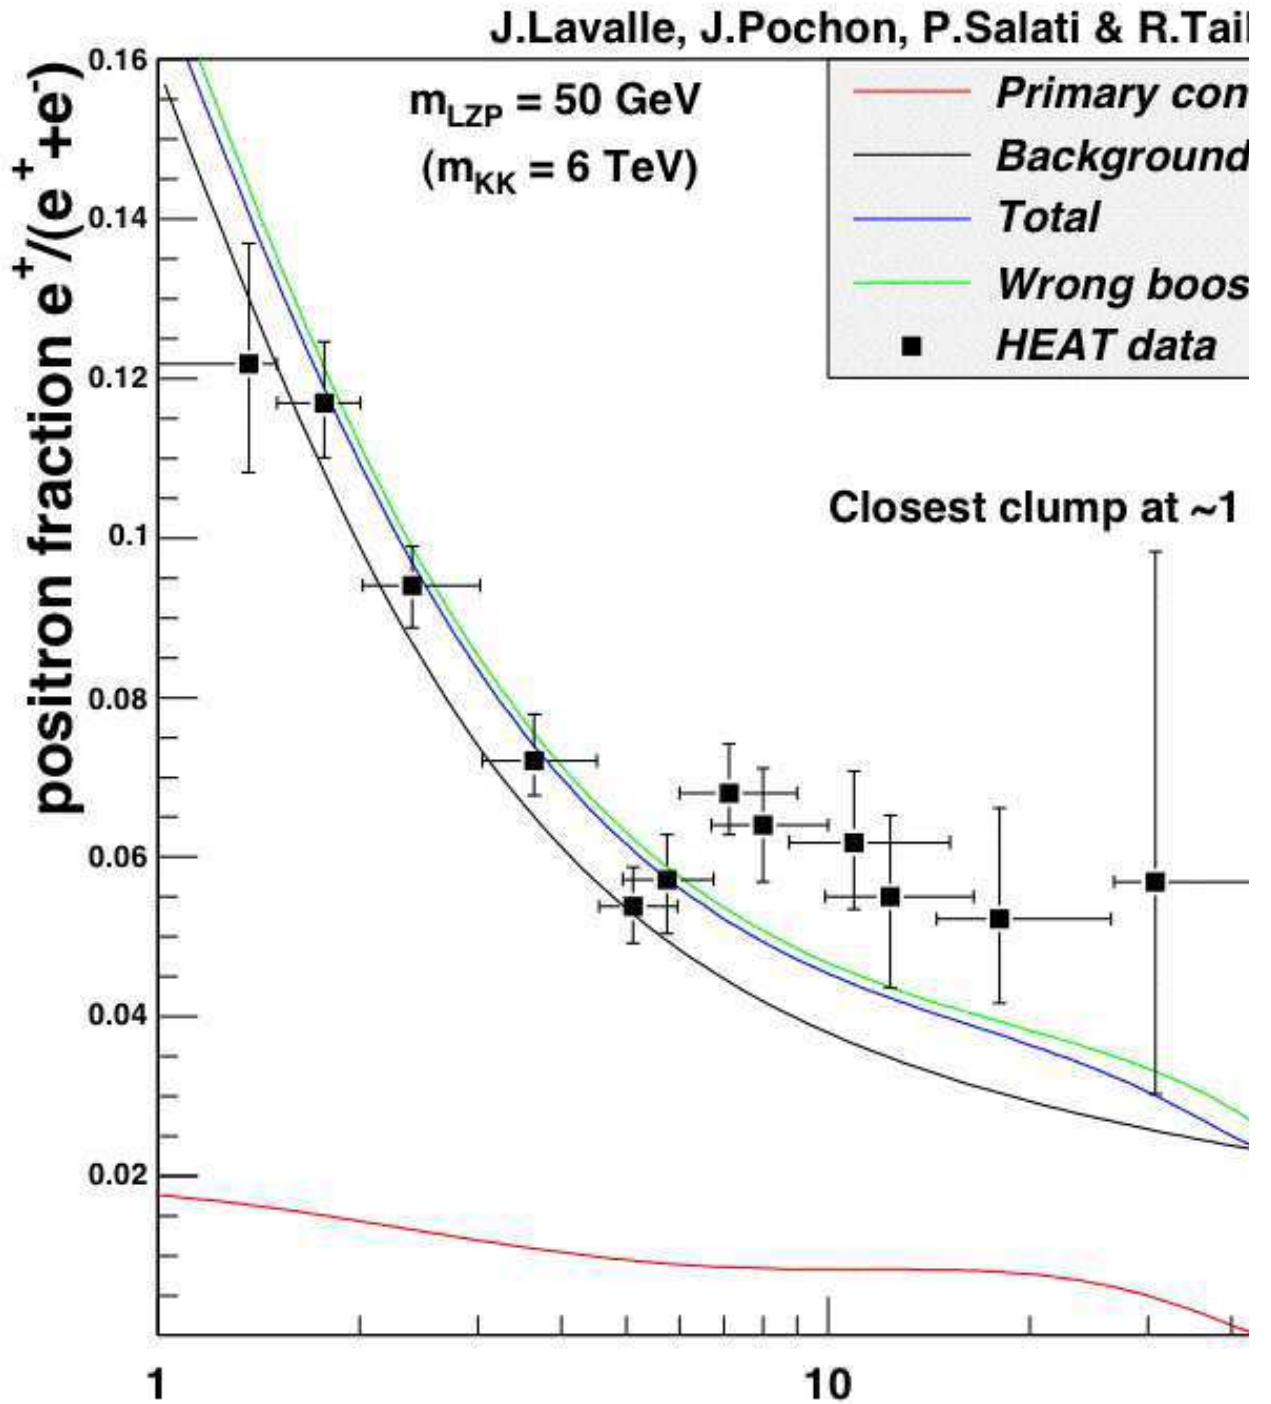 J.Lavalle, J.Pochon, P.Salati & R.Tail
m_LZP = 50 GeV
(m_KK = 6 TeV)
Primary con
Background
Total
Wrong boos
HEAT data
Closest clump at ~1
positron fraction e⁺/(e⁺+e⁻)
0.16
0.14
0.12
0.1
0.08
0.06
0.04
0.02
1
10